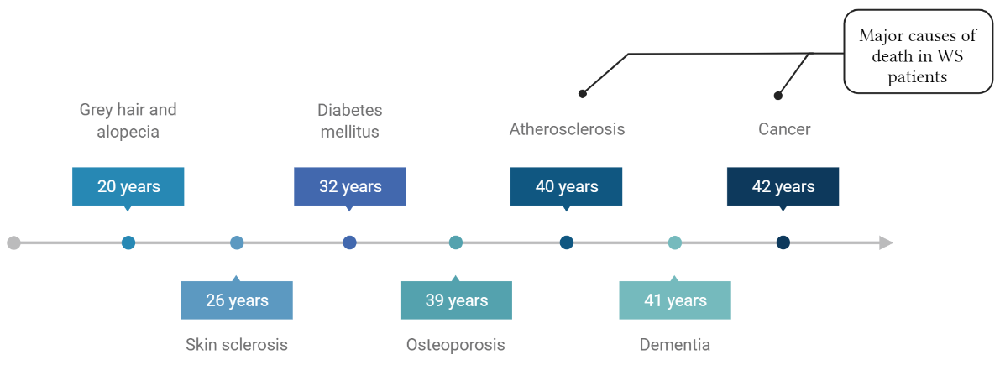 Major causes of
death in WS
patients
Grey hair and
alopecia
20 years
26 years
Skin sclerosis
Diabetes
mellitus
32 years
39 years
Osteoporosis
Atherosclerosis
40 years
41 years
Dementia
Cancer
42 years